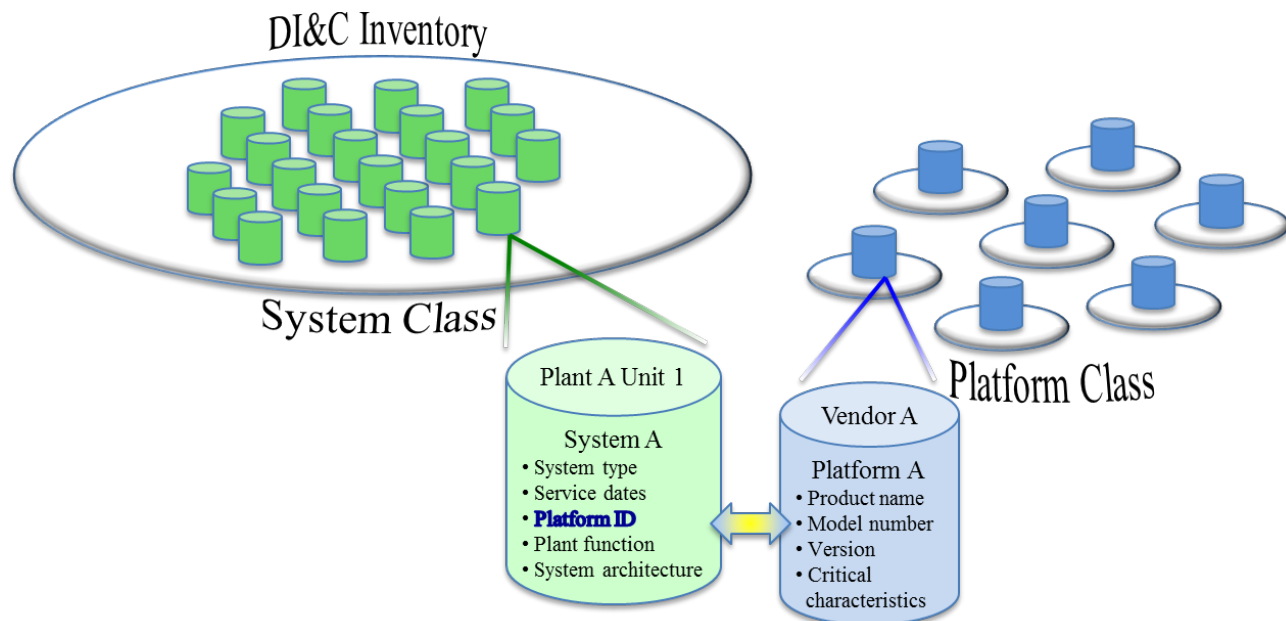 DI&C Inventory
System Class
Platform Class
Plant A Unit 1
System A
• System type
• Service dates
• Platform ID
• Plant function
• System architecture
Vendor A
Platform A
• Product name
• Model number
• Version
• Critical
characteristics